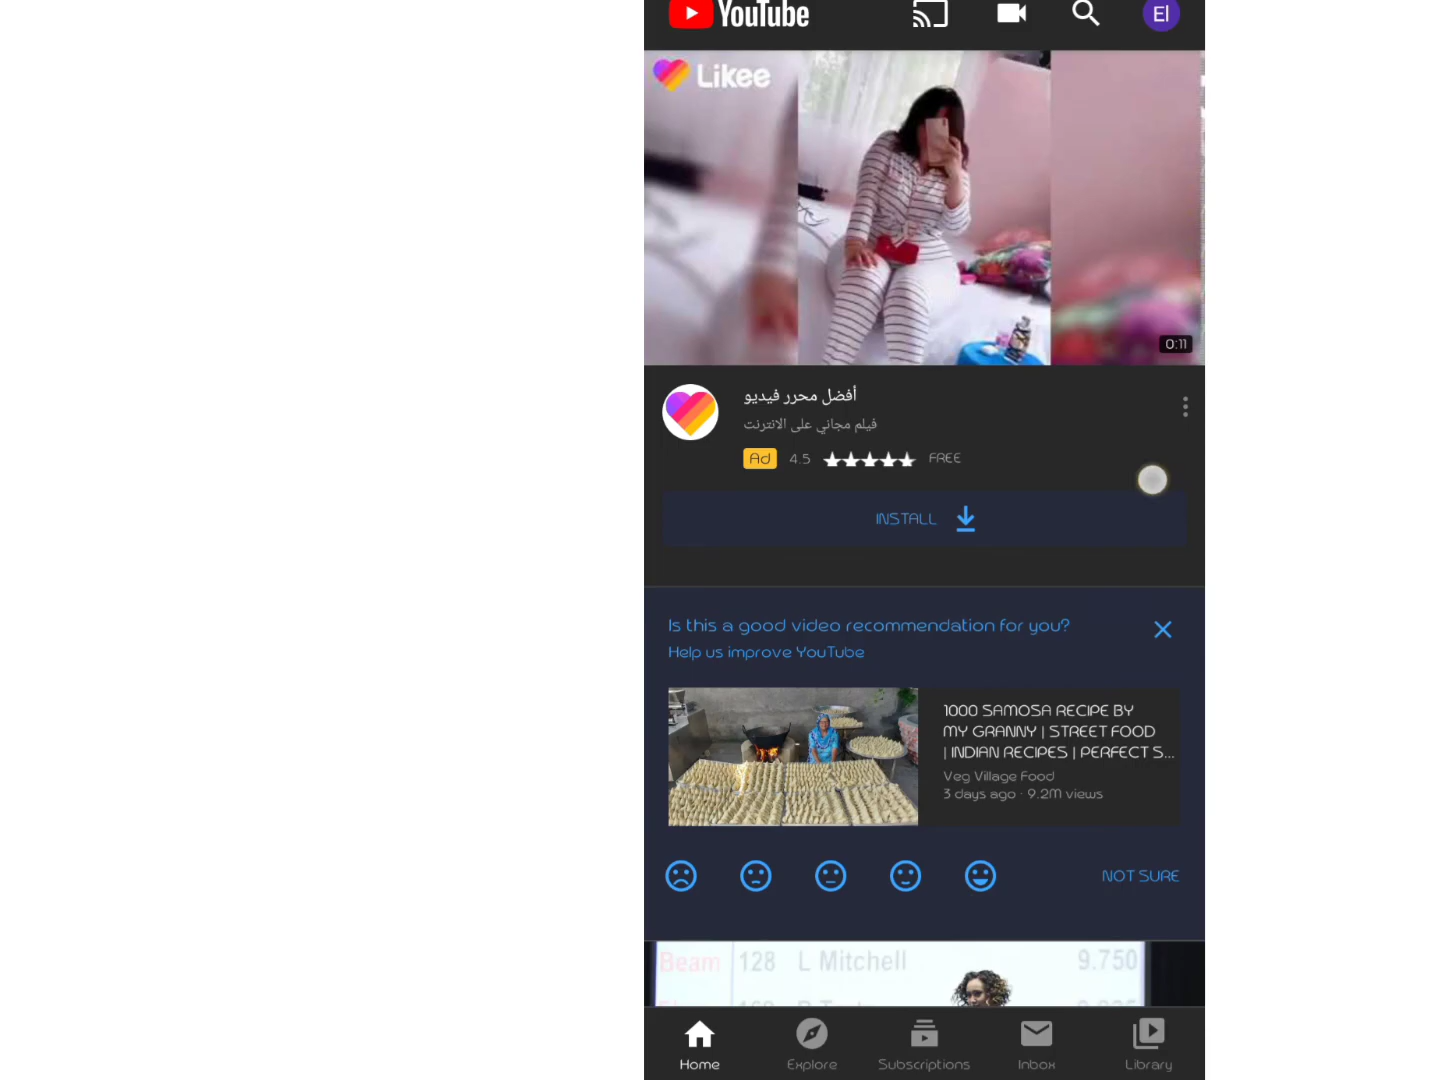 YouTube
El
Likee
0:11
أفضل محرر فيديو
فيلم مجاني على الانترنت
Ad 4.5 FREE
INSTALL
Is this a good video recommendation for you?
Help us improve YouTube
1000 SAMOSA RECIPE BY
MY GRANNY | STREET FOOD
| INDIAN RECIPES | PERFECT S...
Veg Village Food
3 days ago · 9.2M views
NOT SURE
Beam 128 L Mitchell 9.750
Home
Explore
Subscriptions
Inbox
Library